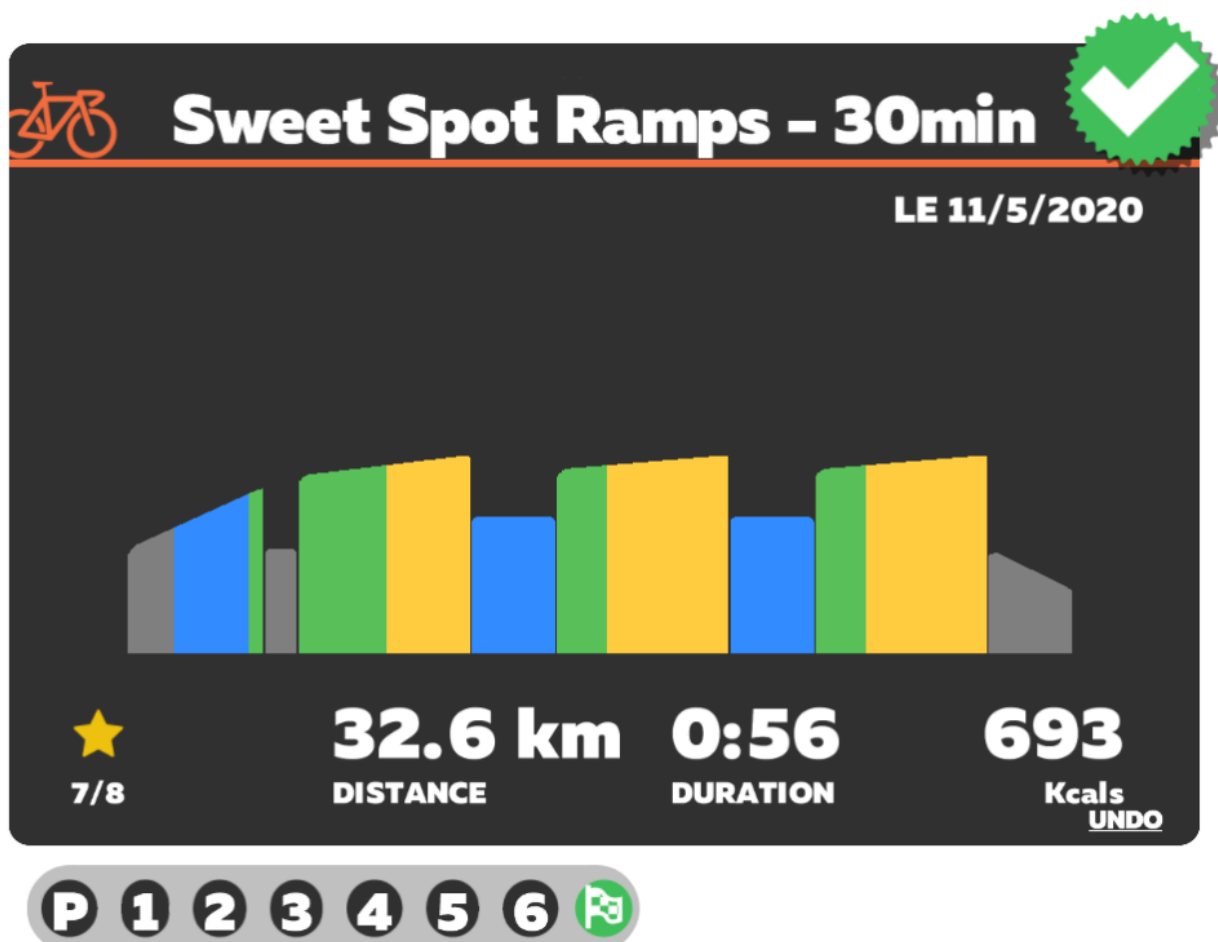 Sweet Spot Ramps - 30min
LE 11/5/2020
32.6 km 0:56 693
7/8 DISTANCE DURATION Kcals
UNDO
P 1 2 3 4 5 6